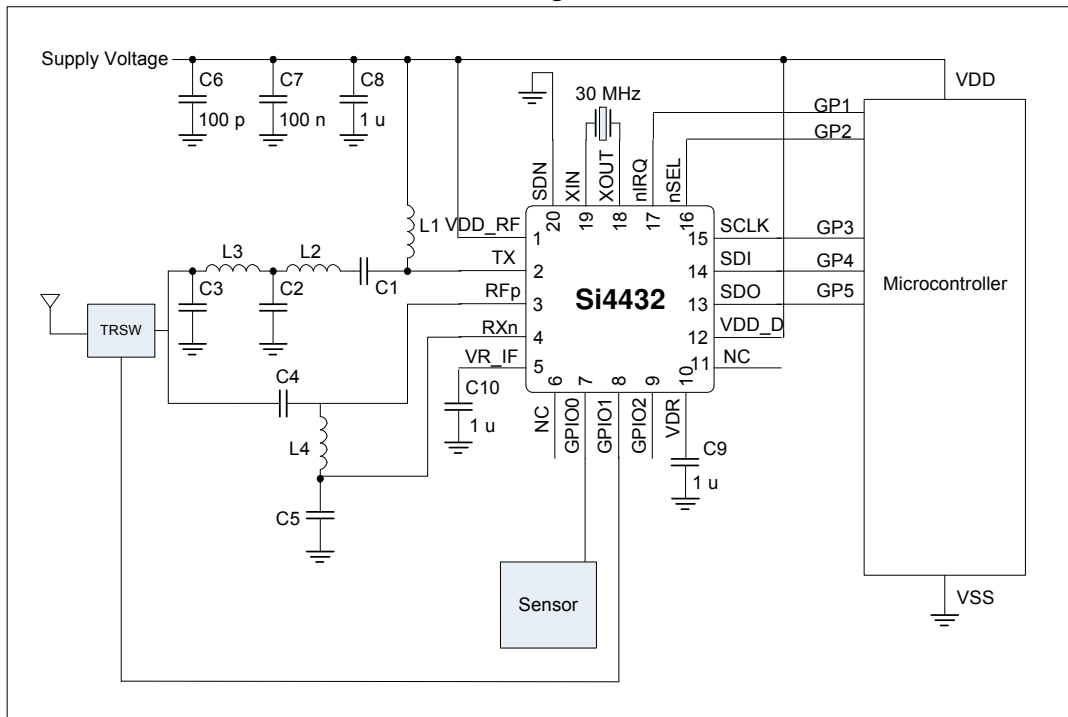 Supply Voltage
C6
100 p
C7
100 n
C8
1 u
30 MHz
VDD
GP1
GP2
SDN
XIN
XOUT
nIRQ
nSEL
20
19
18
17
16
L1
VDD_RF
1
TX
2
RFp
3
RXn
4
VR_IF
5
Si4432
15
SCLK
GP3
14
SDI
GP4
13
SDO
GP5
12
VDD_D
11
NC
Microcontroller
L3
L2
C3
C2
C1
TRSW
C4
L4
C5
C10
1 u
6
7
8
9
10
NC
GPIO0
GPIO1
GPIO2
VDR
C9
1 u
Sensor
VSS